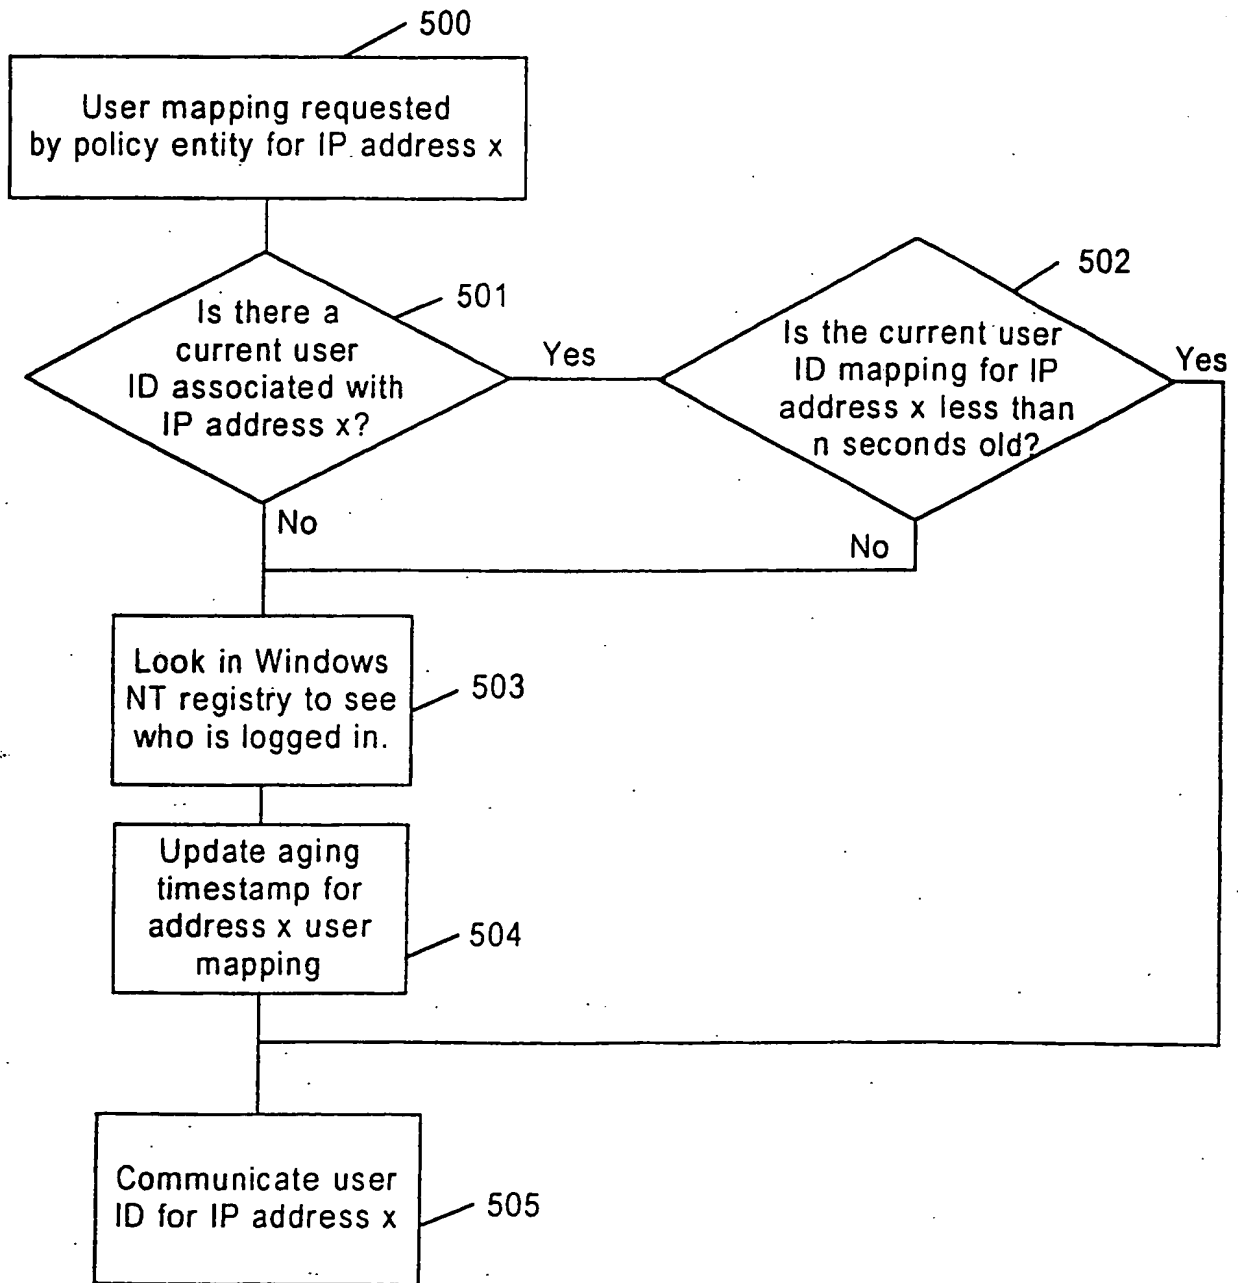 500
User mapping requested
by policy entity for IP address x
501
Is there a
current user
ID associated with
IP address x?
Yes
No
502
Is the current user
ID mapping for IP
address x less than
n seconds old?
Yes
No
Look in Windows
NT registry to see
who is logged in.
503
Update aging
timestamp for
address x user
mapping
504
Communicate user
ID for IP address x
505